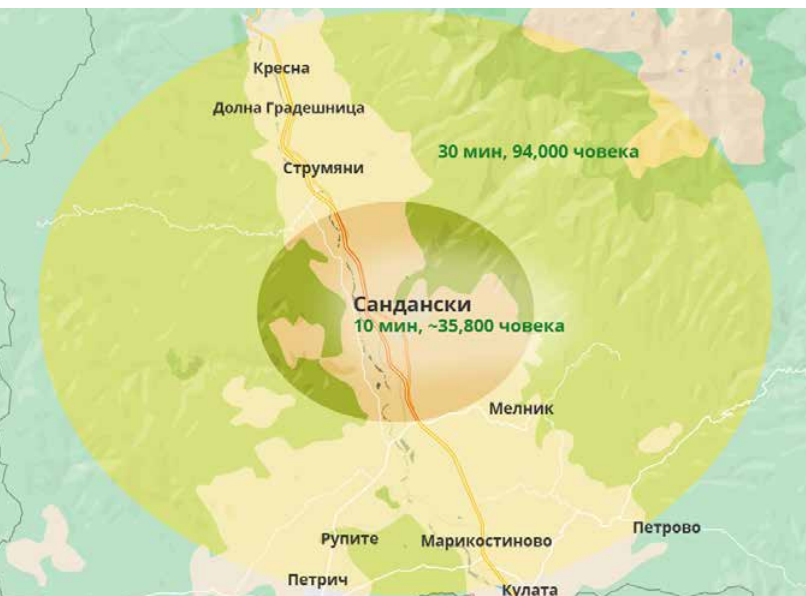 Кресна
Долна Градешница
30 мин, 94,000 човека
Струмяни
Сандански
10 мин, ~35,800 човека
Мелник
Петрово
Рупите
Марикостиново
Петрич
Кулата